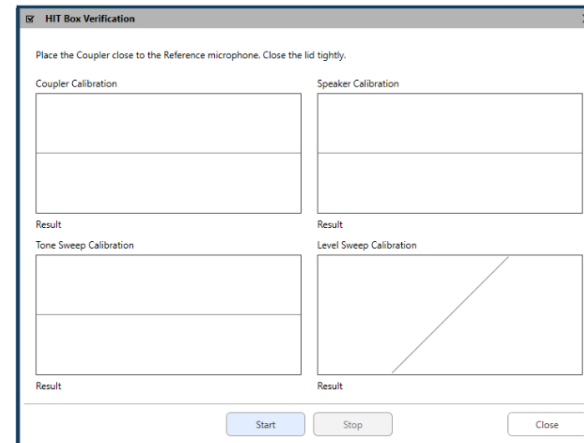 HIT Box Verification
Place the Coupler close to the Reference microphone. Close the lid tightly.
Coupler Calibration
Speaker Calibration
Result
Result
Tone Sweep Calibration
Level Sweep Calibration
Result
Result
Start
Stop
Close